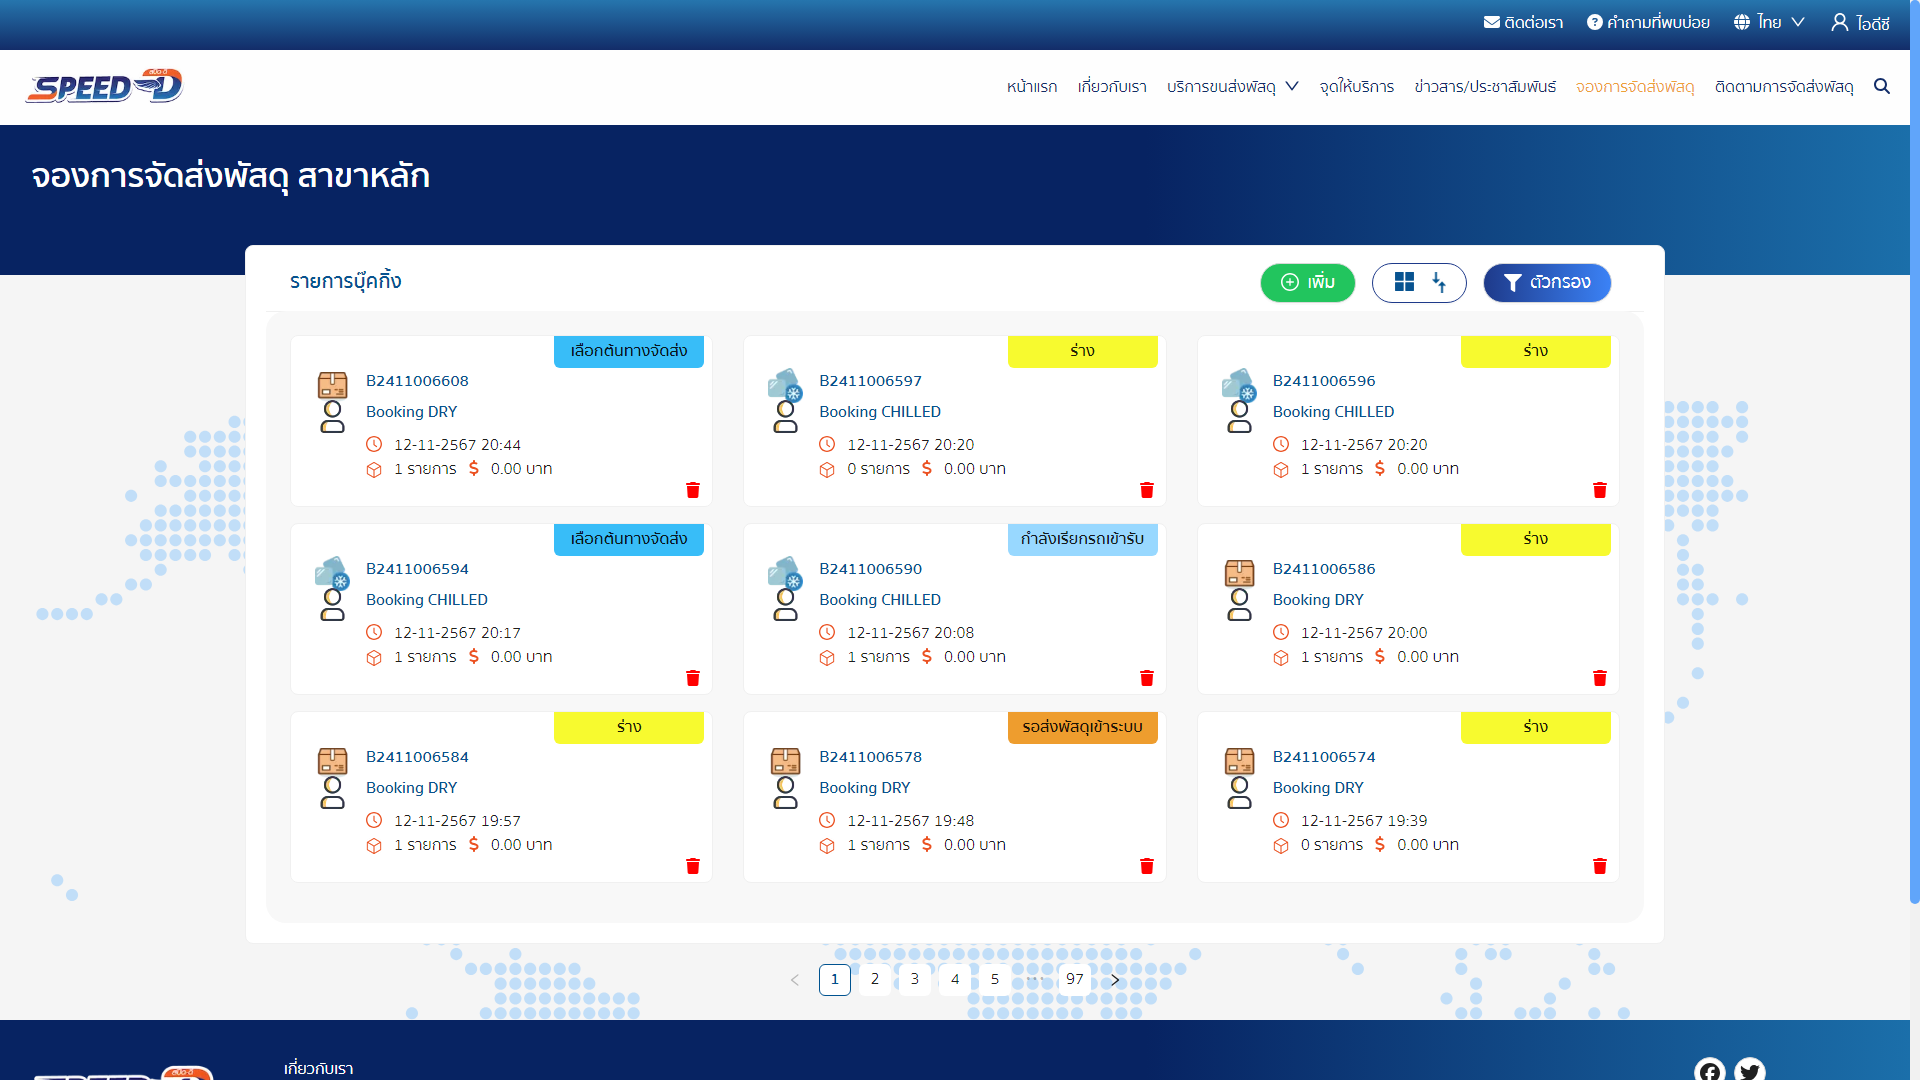 ติดต่อเรา คำถามที่พบบ่อย ไทย ไอดีซี
SPEED-D หน้าแรก เกี่ยวกับเรา บริการขนส่งพัสดุ จุดให้บริการ ข่าวสาร/ประชาสัมพันธ์ จองการจัดส่งพัสดุ ติดตามการจัดส่งพัสดุ
จองการจัดส่งพัสดุ สาขาหลัก
รายการบุ๊คกิ้ง เพิ่ม ตัวกรอง
เลือกต้นทางจัดส่ง
B2411006608
Booking DRY
12-11-2567 20:44
1 รายการ 0.00 บาท
ร่าง
B2411006597
Booking CHILLED
12-11-2567 20:20
0 รายการ 0.00 บาท
ร่าง
B2411006596
Booking CHILLED
12-11-2567 20:20
1 รายการ 0.00 บาท
เลือกต้นทางจัดส่ง
B2411006594
Booking CHILLED
12-11-2567 20:17
1 รายการ 0.00 บาท
กำลังเรียกรถเข้ารับ
B2411006590
Booking CHILLED
12-11-2567 20:08
1 รายการ 0.00 บาท
ร่าง
B2411006586
Booking DRY
12-11-2567 20:00
1 รายการ 0.00 บาท
ร่าง
B2411006584
Booking DRY
12-11-2567 19:57
1 รายการ 0.00 บาท
รอส่งพัสดุเข้าระบบ
B2411006578
Booking DRY
12-11-2567 19:48
1 รายการ 0.00 บาท
ร่าง
B2411006574
Booking DRY
12-11-2567 19:39
0 รายการ 0.00 บาท
1 2 3 4 5 ••• 97
เกี่ยวกับเรา